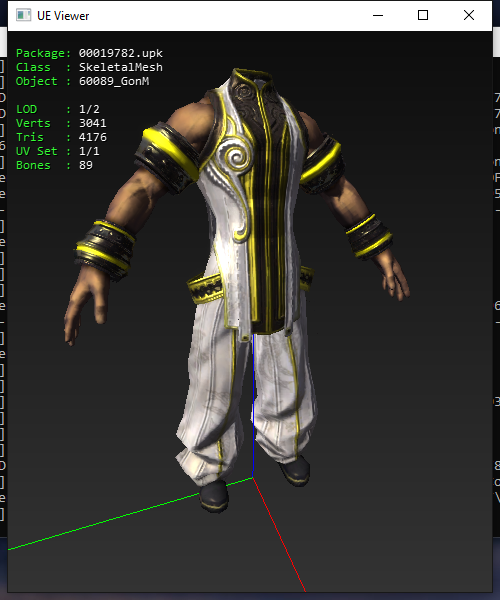 UE Viewer
Package: 00019782.upk
Class : SkeletalMesh
Object : 60089_GonM
LOD : 1/2
Verts : 3041
Tris : 4176
UV Set : 1/1
Bones : 89